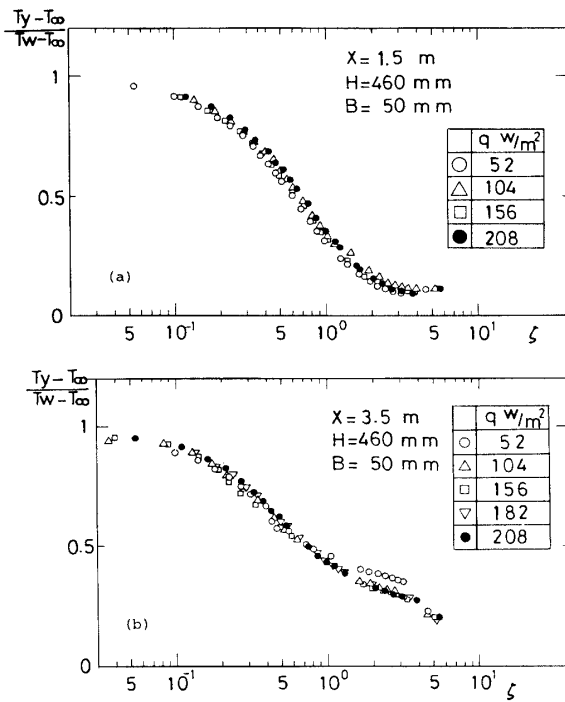 Ty-T∞
Tw-T∞
X = 1.5 m
H=460 mm
B= 50 mm
1
0.5
0
(a)
q W/m²
○ 52
△ 104
□ 156
● 208
5 10⁻¹ 5 10⁰ 5 10¹ ζ
Ty-T∞
Tw-T∞
X = 3.5 m
H=460 mm
B= 50 mm
1
0.5
0
(b)
q W/m²
○ 52
△ 104
□ 156
▽ 182
● 208
5 10⁻¹ 5 10⁰ 5 10¹ ζ